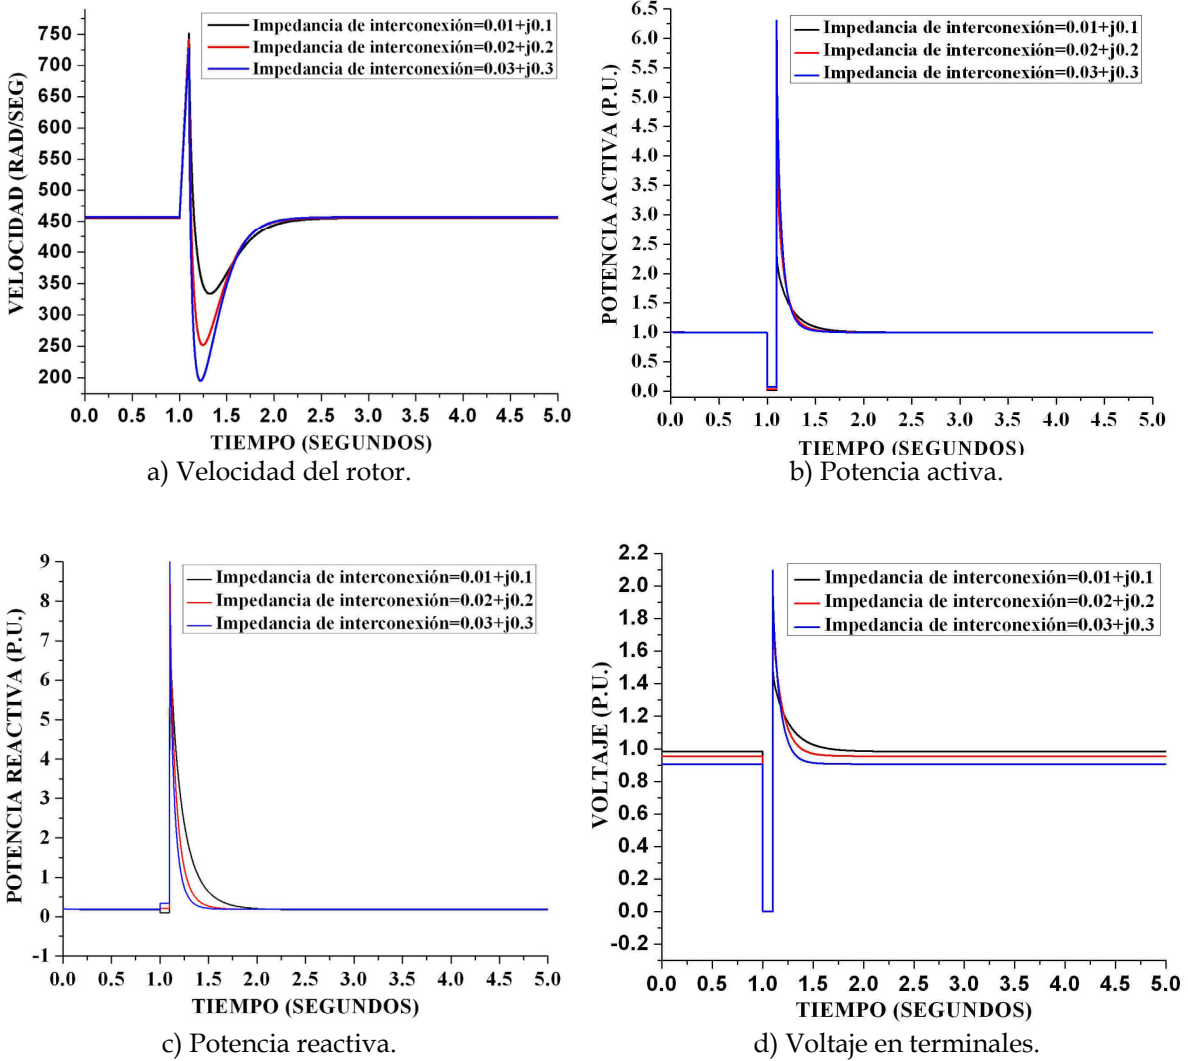 Impedancia de interconexión=0.01+j0.1
Impedancia de interconexión=0.02+j0.2
Impedancia de interconexión=0.03+j0.3
VELOCIDAD (RAD/SEG)
750
700
650
600
550
500
450
400
350
300
250
200
0.0 0.5 1.0 1.5 2.0 2.5 3.0 3.5 4.0 4.5 5.0
TIEMPO (SEGUNDOS)
a) Velocidad del rotor.
Impedancia de interconexión=0.01+j0.1
Impedancia de interconexión=0.02+j0.2
Impedancia de interconexión=0.03+j0.3
POTENCIA ACTIVA (P.U.)
6.5
6.0
5.5
5.0
4.5
4.0
3.5
3.0
2.5
2.0
1.5
1.0
0.5
0.0
0.0 0.5 1.0 1.5 2.0 2.5 3.0 3.5 4.0 4.5 5.0
TIEMPO (SEGUNDOS)
b) Potencia activa.
Impedancia de interconexión=0.01+j0.1
Impedancia de interconexión=0.02+j0.2
Impedancia de interconexión=0.03+j0.3
POTENCIA REACTIVA (P.U.)
9
8
7
6
5
4
3
2
1
0
-1
0.0 0.5 1.0 1.5 2.0 2.5 3.0 3.5 4.0 4.5 5.0
TIEMPO (SEGUNDOS)
c) Potencia reactiva.
Impedancia de interconexión=0.01+j0.1
Impedancia de interconexión=0.02+j0.2
Impedancia de interconexión=0.03+j0.3
VOLTAJE (P.U.)
2.2
2.0
1.8
1.6
1.4
1.2
1.0
0.8
0.6
0.4
0.2
0.0
-0.2
0.0 0.5 1.0 1.5 2.0 2.5 3.0 3.5 4.0 4.5 5.0
TIEMPO (SEGUNDOS)
d) Voltaje en terminales.